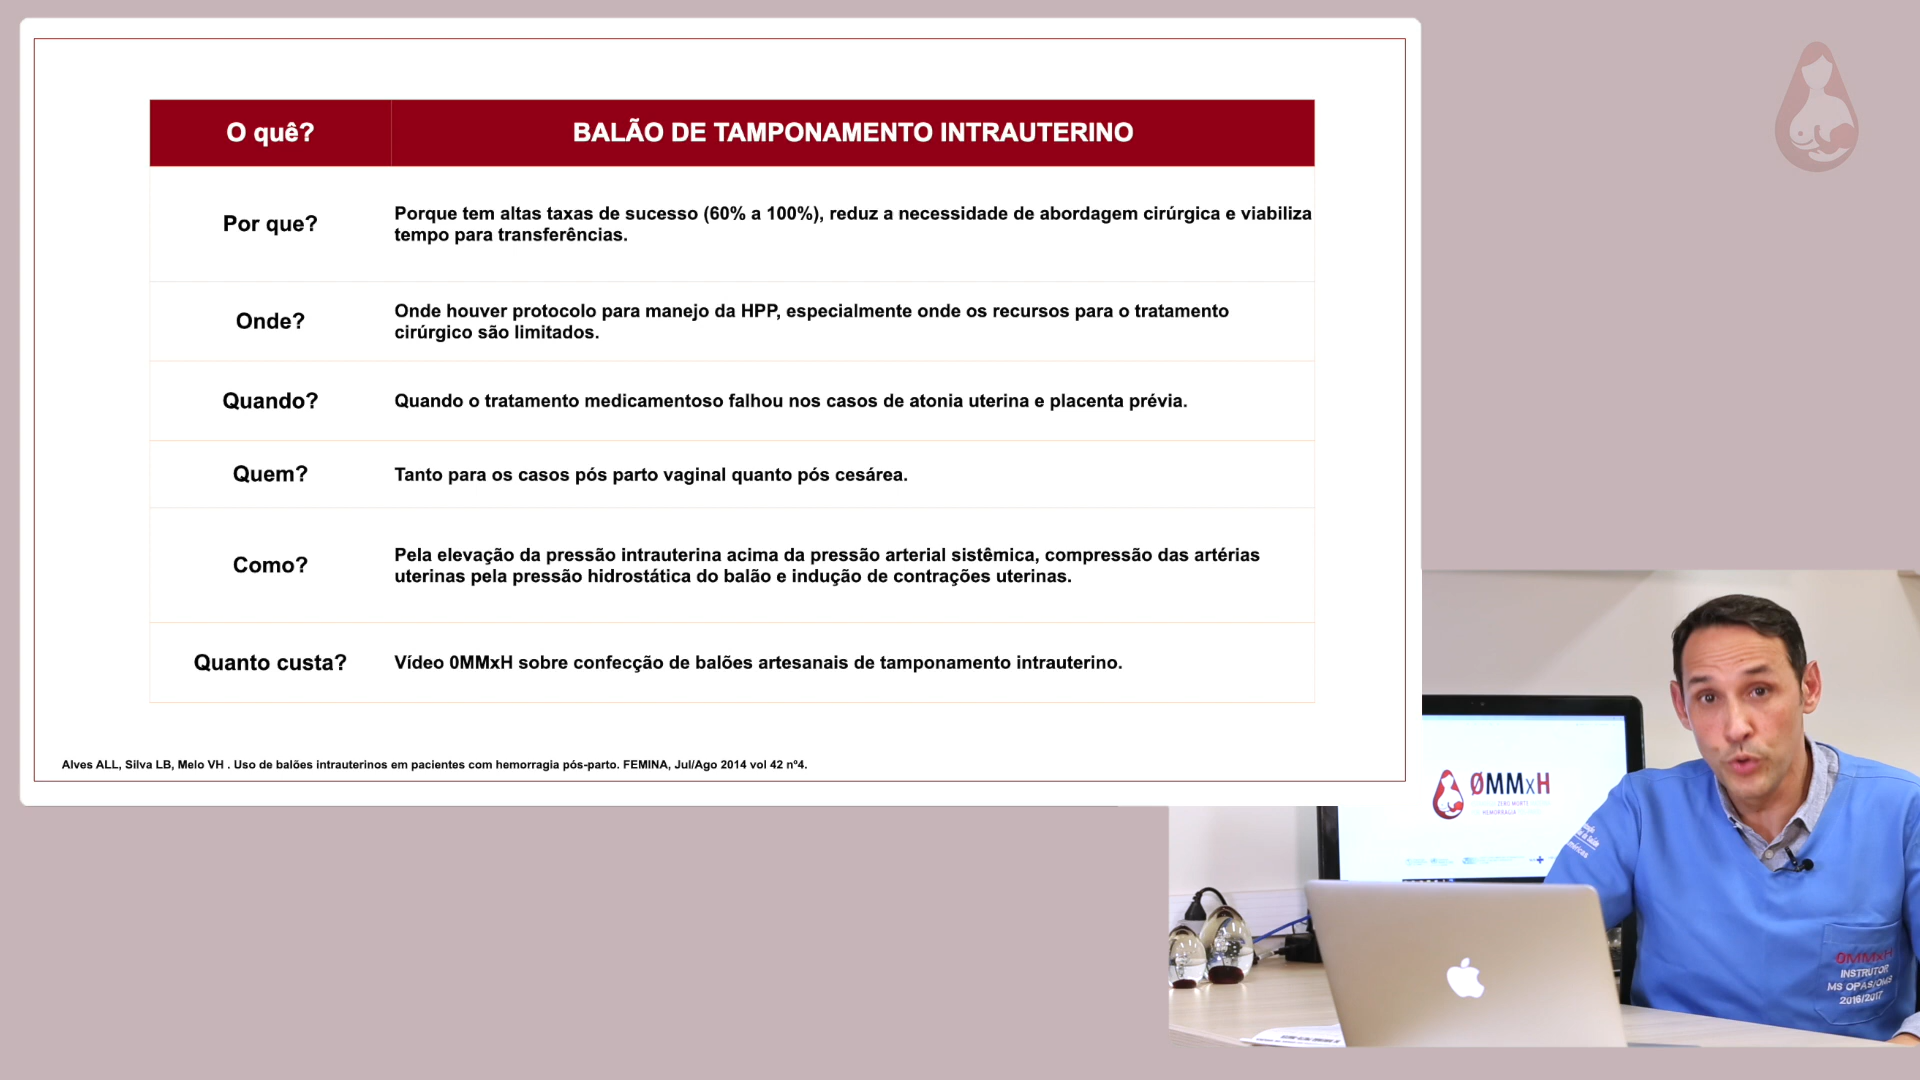 O quê?
BALÃO DE TAMPONAMENTO INTRAUTERINO
Por que?
Porque tem altas taxas de sucesso (60% a 100%), reduz a necessidade de abordagem cirúrgica e viabiliza
tempo para transferências.
Onde?
Onde houver protocolo para manejo da HPP, especialmente onde os recursos para o tratamento
cirúrgico são limitados.
Quando?
Quando o tratamento medicamentoso falhou nos casos de atonia uterina e placenta prévia.
Quem?
Tanto para os casos pós parto vaginal quanto pós cesárea.
Como?
Pela elevação da pressão intrauterina acima da pressão arterial sistêmica, compressão das artérias
uterinas pela pressão hidrostática do balão e indução de contrações uterinas.
Quanto custa?
Vídeo 0MMxH sobre confecção de balões artesanais de tamponamento intrauterino.
Alves ALL, Silva LB, Melo VH . Uso de balões intrauterinos em pacientes com hemorragia pós-parto. FEMINA, Jul/Ago 2014 vol 42 nº4.
ØMMxH
ZERO MORTE
HEMORRAGIA
0MMxH
INSTRUTOR
MS OPAS/OMS
2016/2017